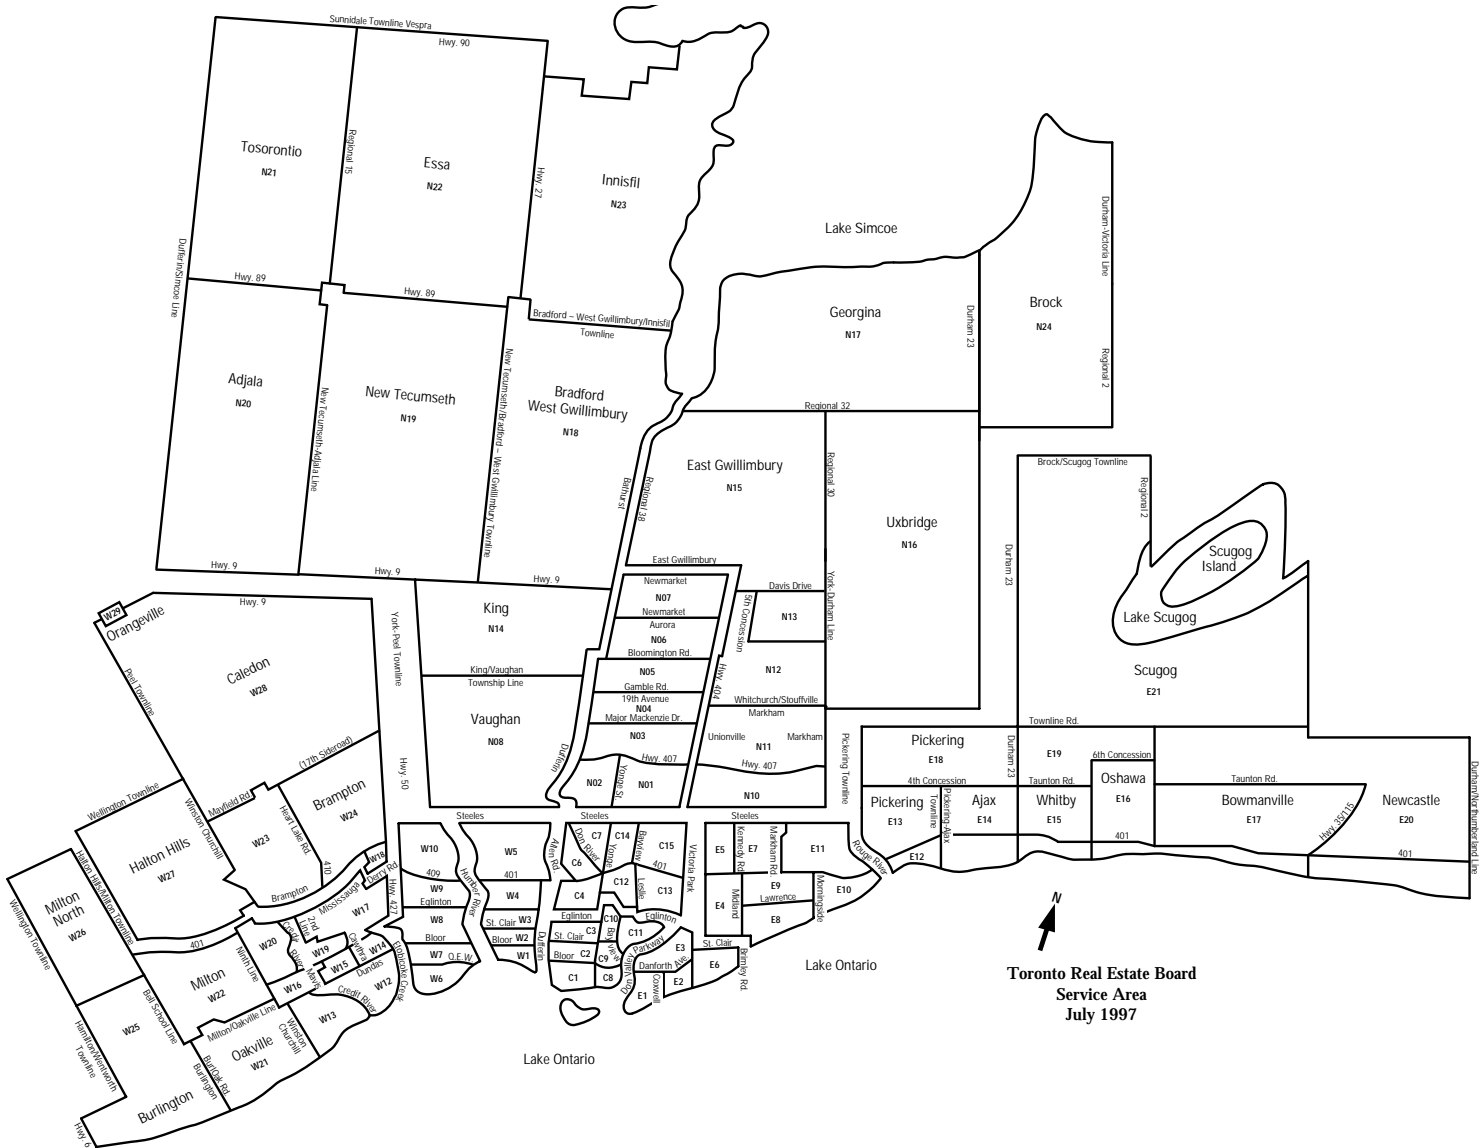 Sunnidale Townline Vespra
Hwy. 90
Tosorontio
N21
Regional 15
Essa
N22
Hwy. 27
Innisfil
N23
Dufferin/Simcoe Line
Hwy. 89
Hwy. 89
Bradford – West Gwillimbury/Innisfil
Townline
Adjala
N20
New Tecumseth-Adjala Line
New Tecumseth
N19
New Tecumseth/Bradford – West Gwillimbury Townline
Bradford
West Gwillimbury
N18
Hwy. 9
Hwy. 9
Hwy. 9
Lake Simcoe
Georgina
N17
Durham 23
Brock
N24
Durham-Victoria Line
Regional 2
Regional 32
East Gwillimbury
N15
Bathurst
Regional 38
Regional 30
Uxbridge
N16
York-Durham Line
East Gwillimbury
Newmarket
N07
Newmarket
Aurora
N06
Bloomington Rd.
N05
Gamble Rd.
19th Avenue
N04
Major Mackenzie Dr.
N03
Hwy. 407
N02
Yonge St.
N01
Davis Drive
5th Concession
N13
N12
Hwy. 404
Whitchurch/Stouffville
Markham
Unionville
Markham
N11
Hwy. 407
N10
Brock/Scugog Townline
Regional 2
Durham 23
Scugog
Island
Lake Scugog
Scugog
E21
Townline Rd.
Pickering
E18
Durham 23
E19
6th Concession
4th Concession
Taunton Rd.
Taunton Rd.
Oshawa
E16
Pickering
E13
Pickering-Ajax
Townline
Ajax
E14
Whitby
E15
401
Bowmanville
E17
Hwy. 35/115
Newcastle
E20
401
Durham/Northumberland Line
Pickering Townline
Rouge River
E12
King
N14
King/Vaughan
Township Line
Vaughan
N08
Dufferin
York-Peel Townline
Hwy. 50
W29
Orangeville
Hwy. 9
Caledon
W28
Peel Townline
(17th Sideroad)
Mayfield Rd.
Wellington Townline
Winston Churchill
Heart Lake Rd.
Brampton
W24
W23
410
Halton Hills
W27
Halton Hills/Milton Townline
Milton
North
W26
Wellington Townline
401
Brampton
Mississauga
W18
Derry Rd.
Hwy. 427
W17
2nd
Line
Credit
River
W20
W19
Mavis
Cawthra
W15
W14
Dundas
W16
W12
Etobicoke Creek
Credit River
W13
Winston
Churchill
Ninth Line
Milton
W22
Milton/Oakville Line
Bell School Line
W25
Hamilton/Wentworth
Townline
Oakville
W21
BurlOak Rd.
Burlington
Burlington
Hwy. 6
Steeles
Steeles
Steeles
W10
409
W9
Eglinton
W8
Bloor
W7
Q.E.W.
W6
Humber River
W5
401
W4
St. Clair
W3
Bloor
W2
W1
Allen Rd.
Dufferin
Don River
C7
C6
C14
Yonge
Bayview
C15
401
C4
C12
Leslie
C13
Victoria Park
Eglinton
C3
St. Clair
C10
Bay
View
C11
Eglinton
Bloor
C2
C9
C1
C8
Don Valley Parkway
E3
Danforth Ave.
E1
Coxwell
E2
St. Clair
E6
Brimley Rd.
E5
Kennedy Rd.
E7
Markham Rd.
E11
E4
Midland
E9
Lawrence
E8
Morningside
E10
Lake Ontario
Lake Ontario
N
Toronto Real Estate Board
Service Area
July 1997